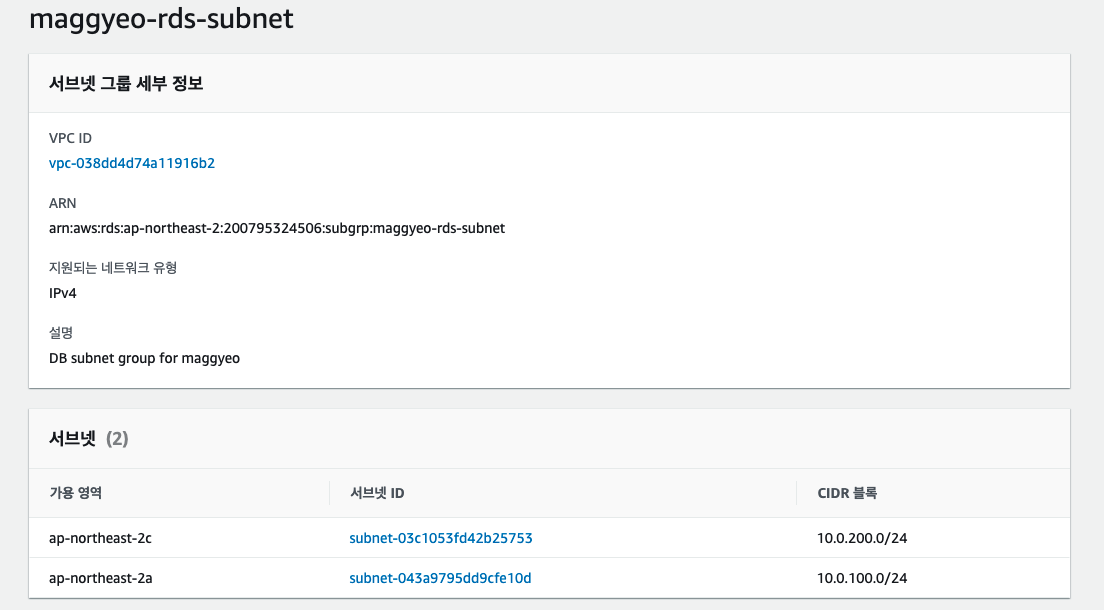 maggyeo-rds-subnet
서브넷 그룹 세부 정보
VPC ID
vpc-038dd4d74a11916b2
ARN
arn:aws:rds:ap-northeast-2:200795324506:subgrp:maggyeo-rds-subnet
지원되는 네트워크 유형
IPv4
설명
DB subnet group for maggyeo
서브넷 (2)
가용 영역 서브넷 ID CIDR 블록
ap-northeast-2c subnet-03c1053fd42b25753 10.0.200.0/24
ap-northeast-2a subnet-043a9795dd9cfe10d 10.0.100.0/24